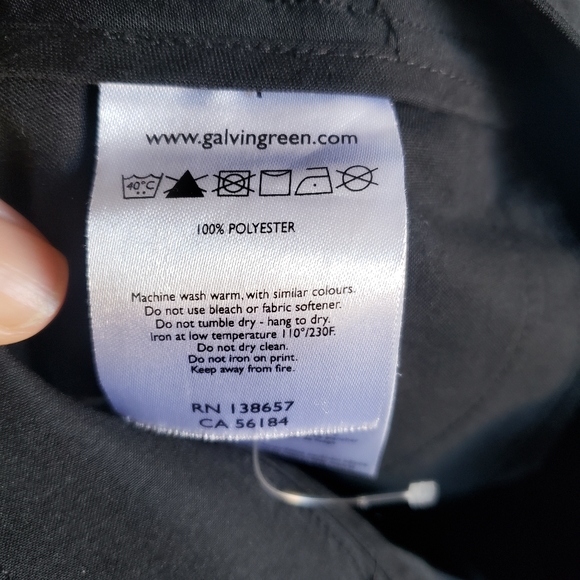 www.galvingreen.com
40°C
100% POLYESTER
Machine wash warm, with similar colours.
Do not use bleach or fabric softener.
Do not tumble dry - hang to dry.
Iron at low temperature 110°/230F.
Do not dry clean.
Do not iron on print.
Keep away from fire.
RN 138657
CA 56184